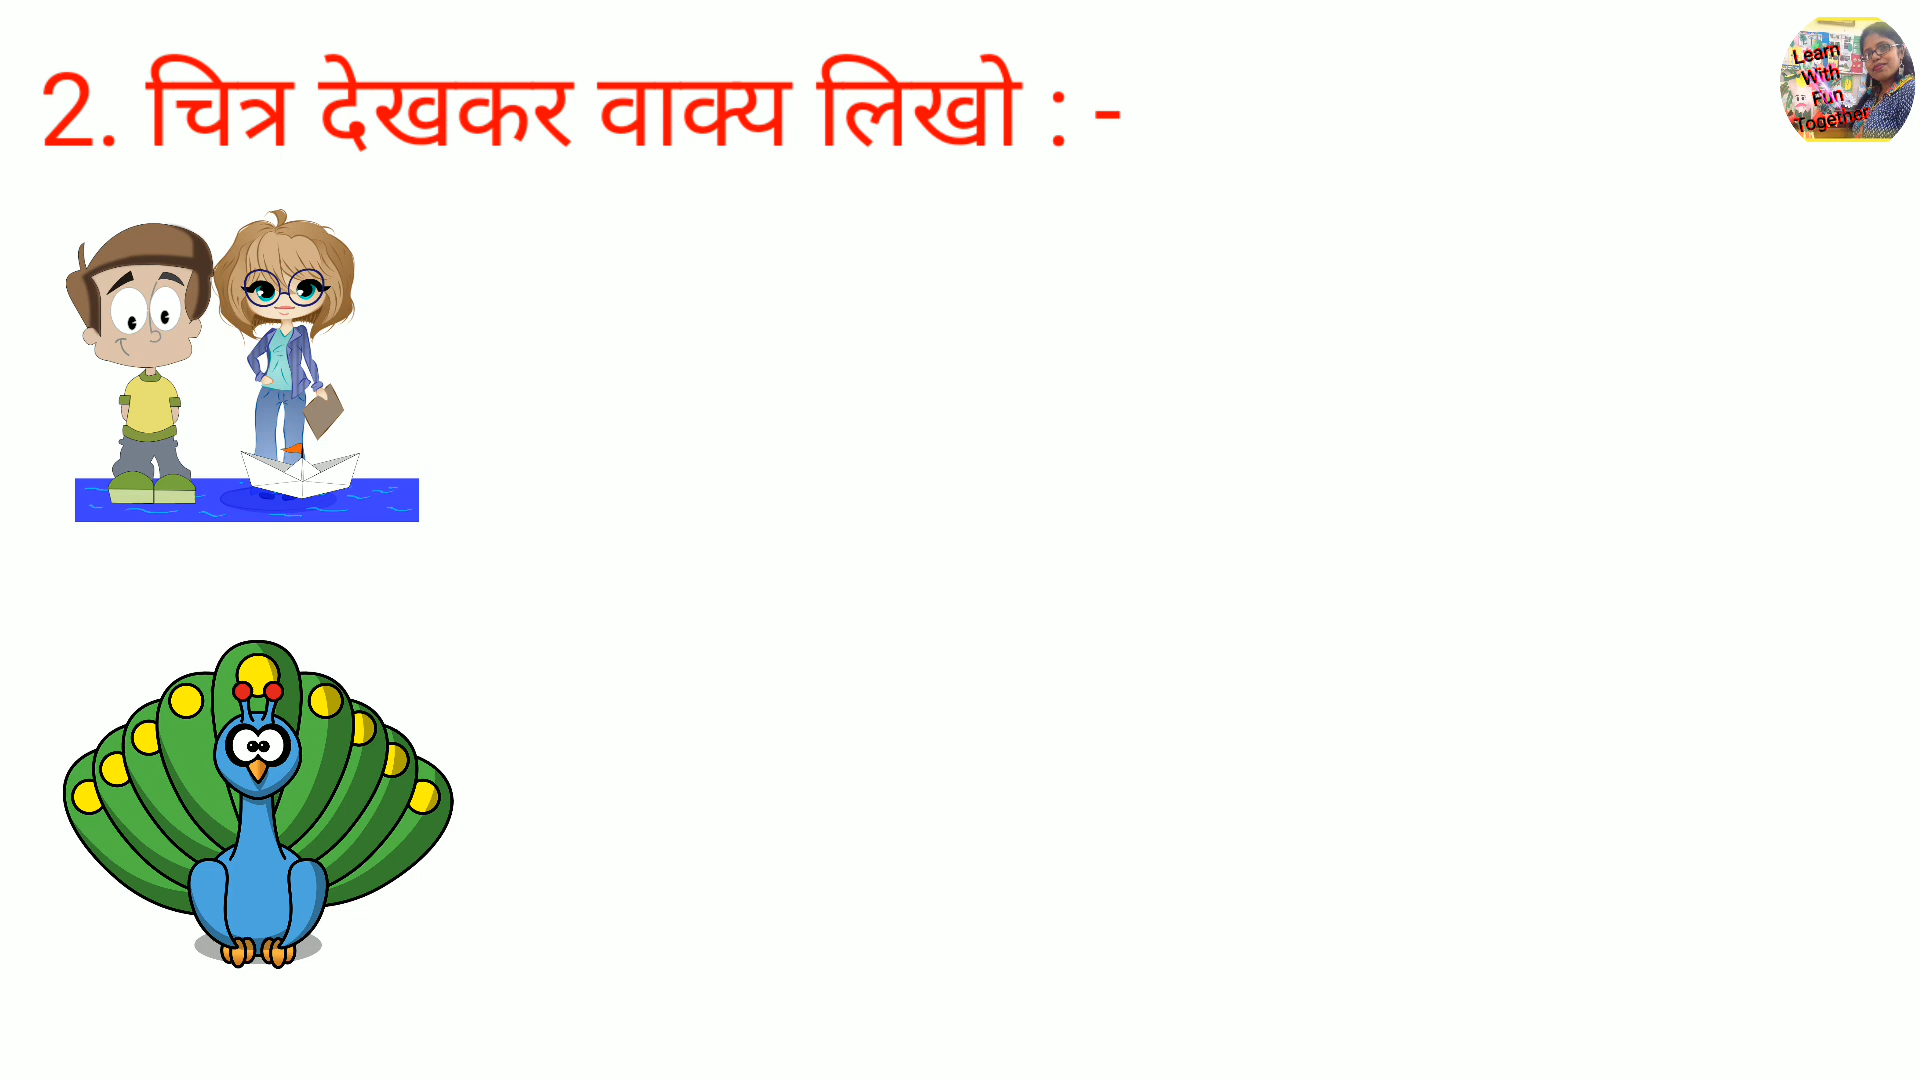 2. चित्र देखकर वाक्य लिखो : -
Learn
With
Fun
Together